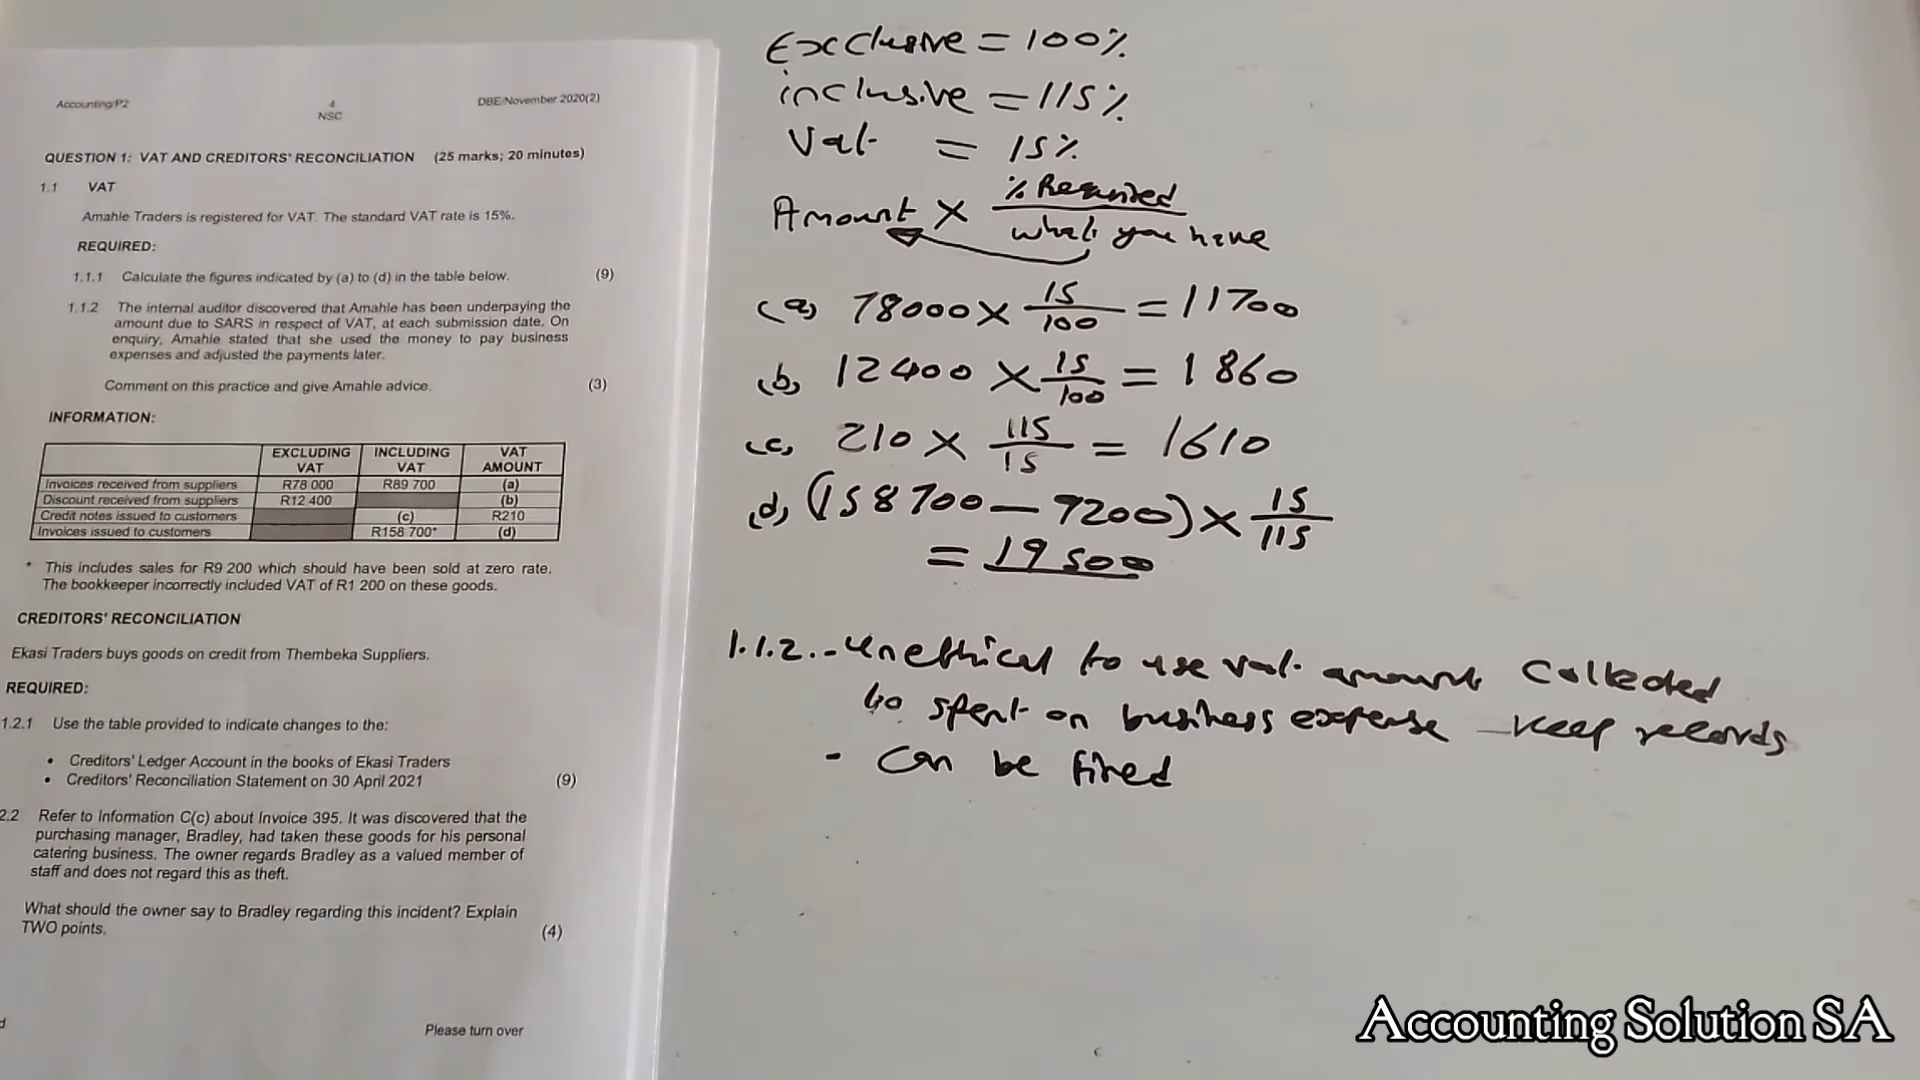 Accounting/P2
4
NSC
DBE/November 2020(2)
QUESTION 1: VAT AND CREDITORS' RECONCILIATION (25 marks; 20 minutes)
1.1 VAT
Amahle Traders is registered for VAT. The standard VAT rate is 15%.
REQUIRED:
1.1.1 Calculate the figures indicated by (a) to (d) in the table below. (9)
1.1.2 The internal auditor discovered that Amahle has been underpaying the
amount due to SARS in respect of VAT, at each submission date. On
enquiry, Amahle stated that she used the money to pay business
expenses and adjusted the payments later.
Comment on this practice and give Amahle advice. (3)
INFORMATION:
EXCLUDING VAT INCLUDING VAT VAT AMOUNT
Invoices received from suppliers R78 000 R89 700 (a)
Discount received from suppliers R12 400 (b)
Credit notes issued to customers (c) R210
Invoices issued to customers R158 700* (d)
* This includes sales for R9 200 which should have been sold at zero rate.
The bookkeeper incorrectly included VAT of R1 200 on these goods.
CREDITORS' RECONCILIATION
Ekasi Traders buys goods on credit from Thembeka Suppliers.
REQUIRED:
1.2.1 Use the table provided to indicate changes to the:
• Creditors' Ledger Account in the books of Ekasi Traders
• Creditors' Reconciliation Statement on 30 April 2021 (9)
2.2 Refer to Information C(c) about Invoice 395. It was discovered that the
purchasing manager, Bradley, had taken these goods for his personal
catering business. The owner regards Bradley as a valued member of
staff and does not regard this as theft.
What should the owner say to Bradley regarding this incident? Explain
TWO points. (4)
Please turn over
Exclusive = 100%
inclusive = 115%
Vat = 15%
Amount × % Required / what you have
(a) 78000 × 15/100 = 11700
(b) 12400 × 15/100 = 1860
(c) 210 × 115/15 = 1610
(d) (158700 - 9200) × 15/115
= 19500
1.1.2. - unethical to use vat amount collected
to spent on business expense - keep records
- Can be fined
Accounting Solution SA